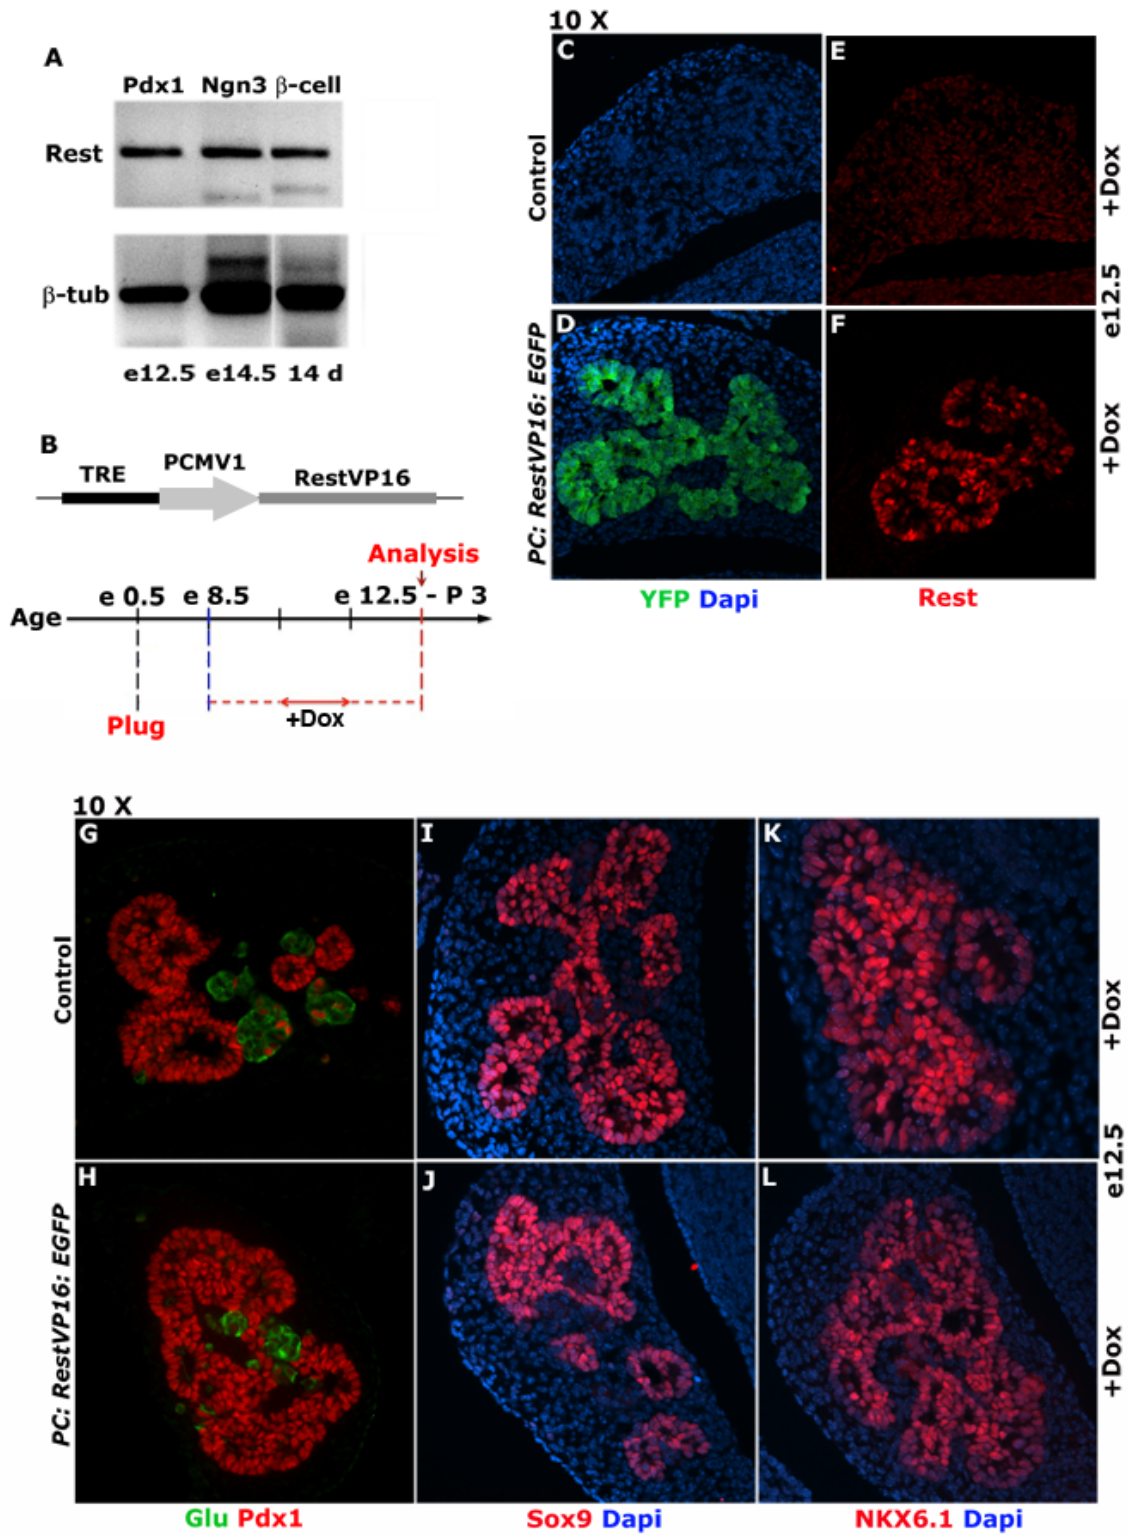 A
Pdx1 Ngn3 β-cell
Rest
β-tub
e12.5 e14.5 14 d
B
TRE PCMV1 RestVP16
Analysis
e 0.5 e 8.5 e 12.5 - P 3
Age
+Dox
Plug
10 X
C
E
Control
+Dox
D
F
PC: RestVP16: EGFP
e12.5
+Dox
YFP Dapi
Rest
10 X
G
I
K
Control
+Dox
H
J
L
PC: RestVP16: EGFP
e12.5
+Dox
Glu Pdx1
Sox9 Dapi
NKX6.1 Dapi